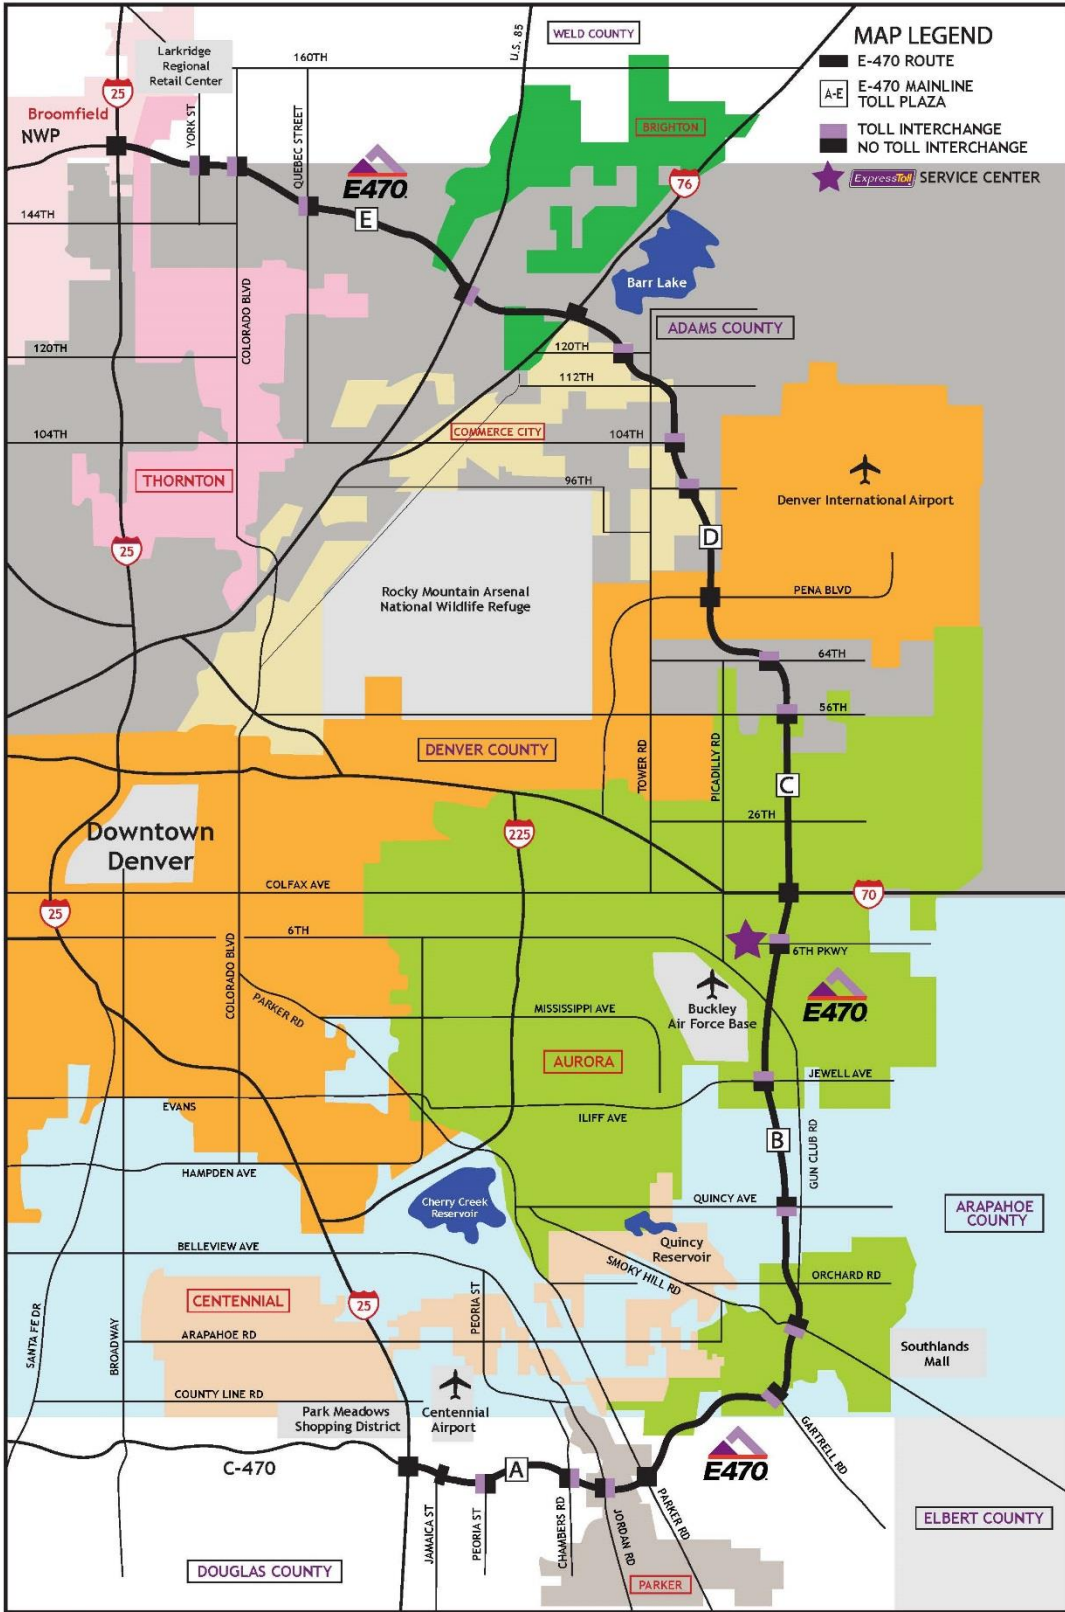 MAP LEGEND
E-470 ROUTE
A-E
E-470 MAINLINE
TOLL PLAZA
TOLL INTERCHANGE
NO TOLL INTERCHANGE
ExpressToll SERVICE CENTER
Larkridge
Regional
Retail Center
WELD COUNTY
U.S. 85
160TH
25
Broomfield
NWP
YORK ST
QUEBEC STREET
E470
BRIGHTON
76
144TH
E
COLORADO BLVD
Barr Lake
ADAMS COUNTY
120TH
120TH
112TH
104TH
COMMERCE CITY
104TH
THORNTON
96TH
Denver International Airport
25
D
Rocky Mountain Arsenal
National Wildlife Refuge
PENA BLVD
64TH
56TH
DENVER COUNTY
TOWER RD
PICADILLY RD
C
26TH
225
Downtown
Denver
COLFAX AVE
70
25
6TH
6TH PKWY
COLORADO BLVD
PARKER RD
MISSISSIPPI AVE
Buckley
Air Force Base
E470
AURORA
JEWELL AVE
EVANS
ILIFF AVE
B
GUN CLUB RD
HAMPDEN AVE
Cherry Creek
Reservoir
QUINCY AVE
ARAPAHOE
COUNTY
BELLEVIEW AVE
Quincy
Reservoir
SMOKY HILL RD
ORCHARD RD
CENTENNIAL
25
PEORIA ST
SANTA FE DR
BROADWAY
ARAPAHOE RD
Southlands
Mall
COUNTY LINE RD
Park Meadows
Shopping District
Centennial
Airport
GARTRELL RD
E470
C-470
A
JAMAICA ST
PEORIA ST
CHAMBERS RD
JORDAN RD
PARKER RD
ELBERT COUNTY
DOUGLAS COUNTY
PARKER